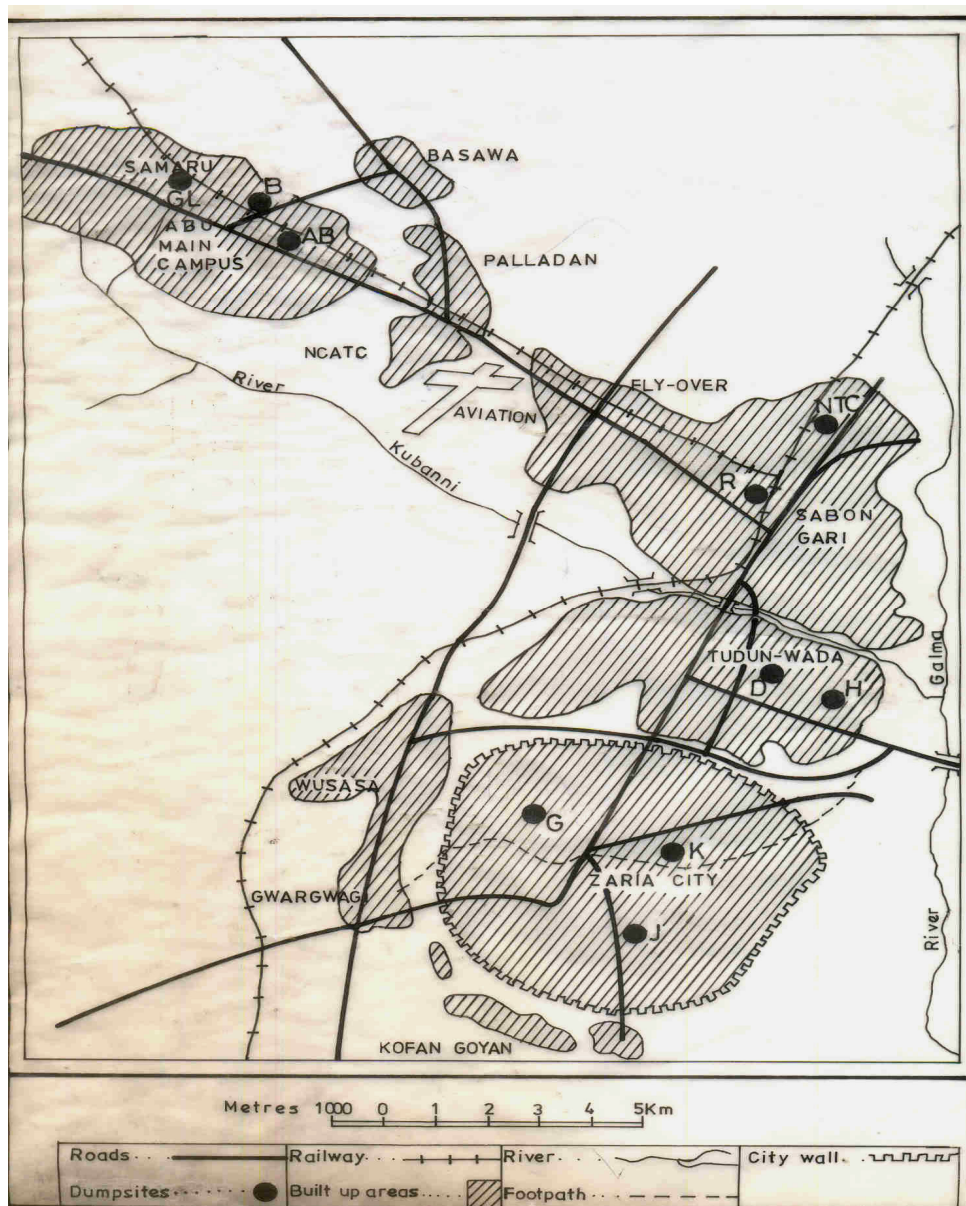 BASAWA
SAMARU
B
GL
ABU
MAIN
CAMPUS
AB
PALLADAN
NCATC
River
Kubanni
AVIATION
FLY-OVER
NTC
R
SABON
GARI
TUDUN-WADA
D
H
Galma
River
WUSASA
G
K
ZARIA CITY
GWARGWAGI
J
KOFAN GOYAN
Metres 1000 0 1 2 3 4 5Km
Roads Railway River City wall
Dumpsites Built up areas Footpath